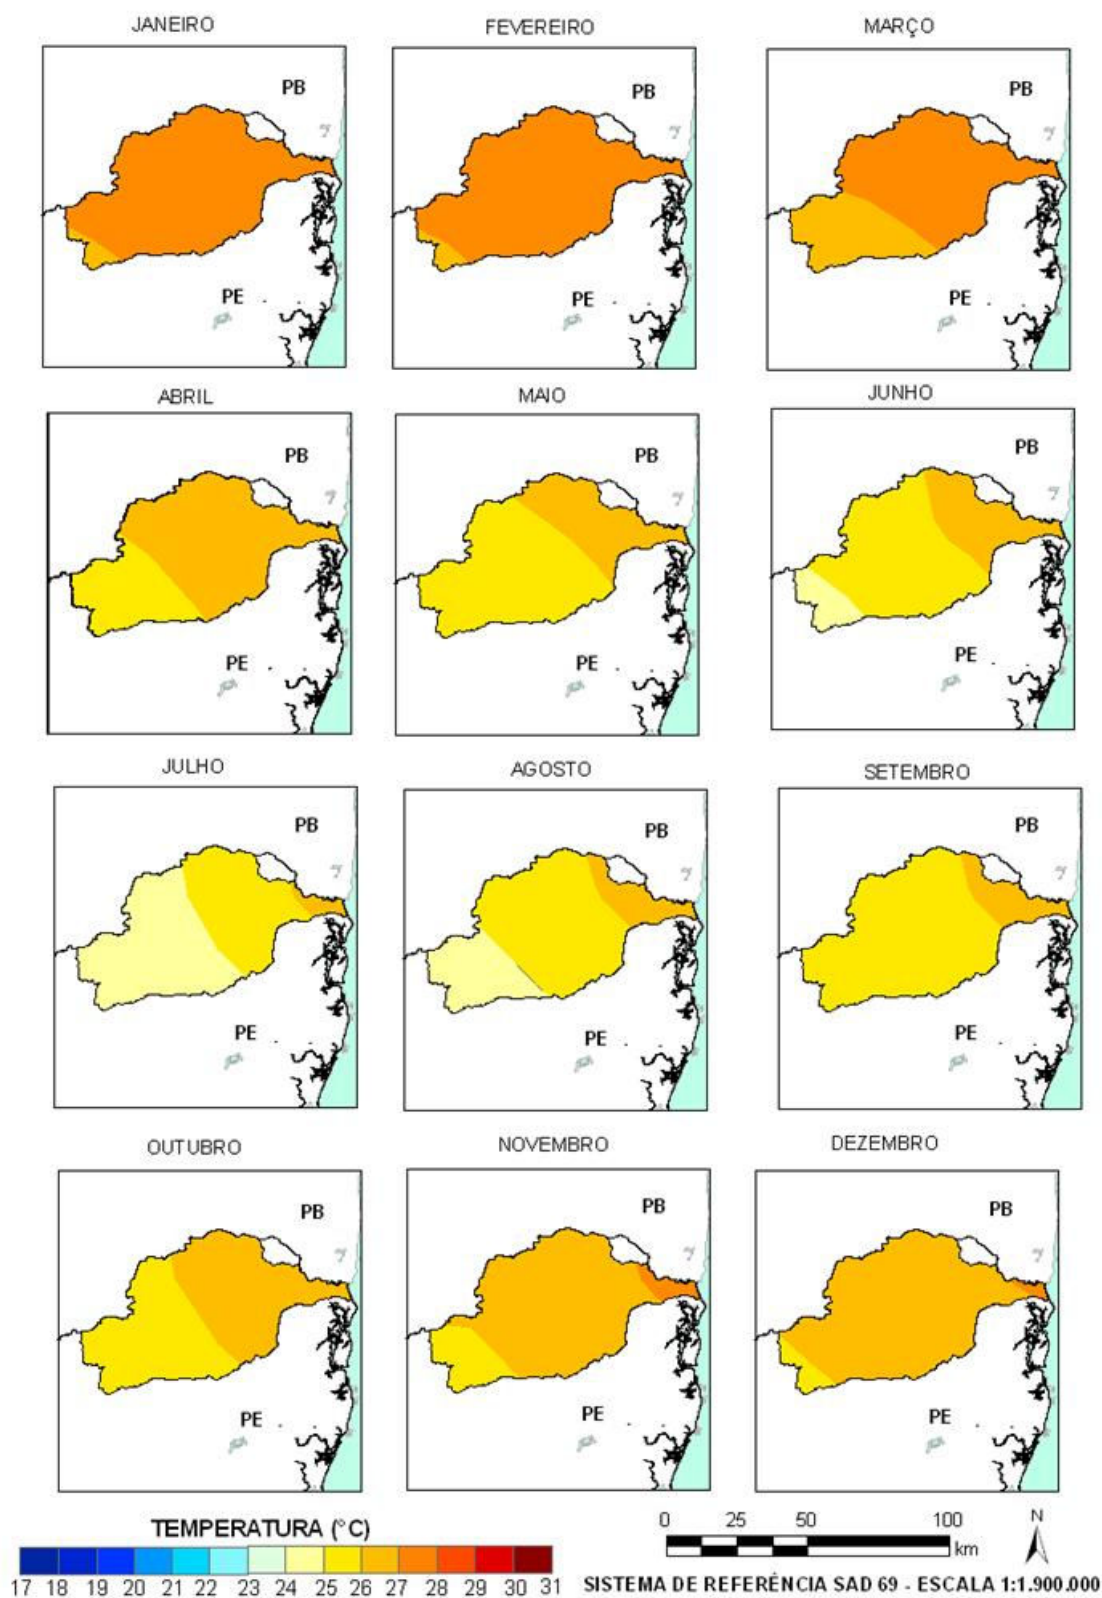 JANEIRO FEVEREIRO MARÇO
PB PB PB
PE PE PE
ABRIL MAIO JUNHO
PB PB PB
PE PE PE
JULHO AGOSTO SETEMBRO
PB PB PB
PE PE PE
OUTUBRO NOVEMBRO DEZEMBRO
PB PB PB
PE PE PE
TEMPERATURA (°C)
17 18 19 20 21 22 23 24 25 26 27 28 29 30 31
0 25 50 100
km
N
SISTEMA DE REFERÊNCIA SAD 69 - ESCALA 1:1.900.000